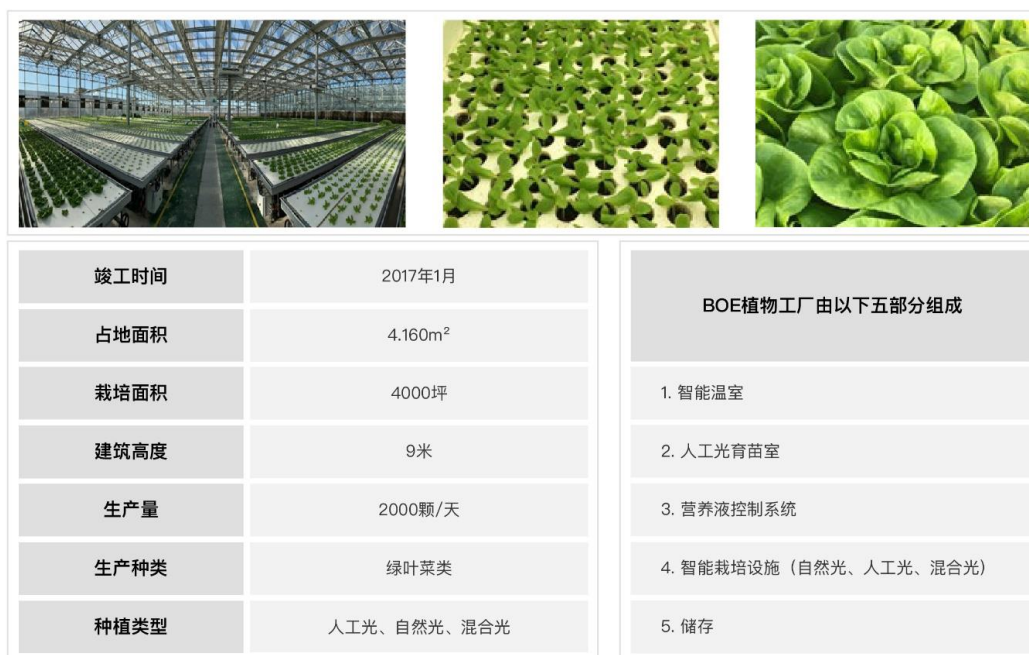 竣工时间 2017年1月
占地面积 4.160m²
栽培面积 4000坪
建筑高度 9米
生产量 2000颗/天
生产种类 绿叶菜类
种植类型 人工光、自然光、混合光
BOE植物工厂由以下五部分组成
1. 智能温室
2. 人工光育苗室
3. 营养液控制系统
4. 智能栽培设施（自然光、人工光、混合光）
5. 储存